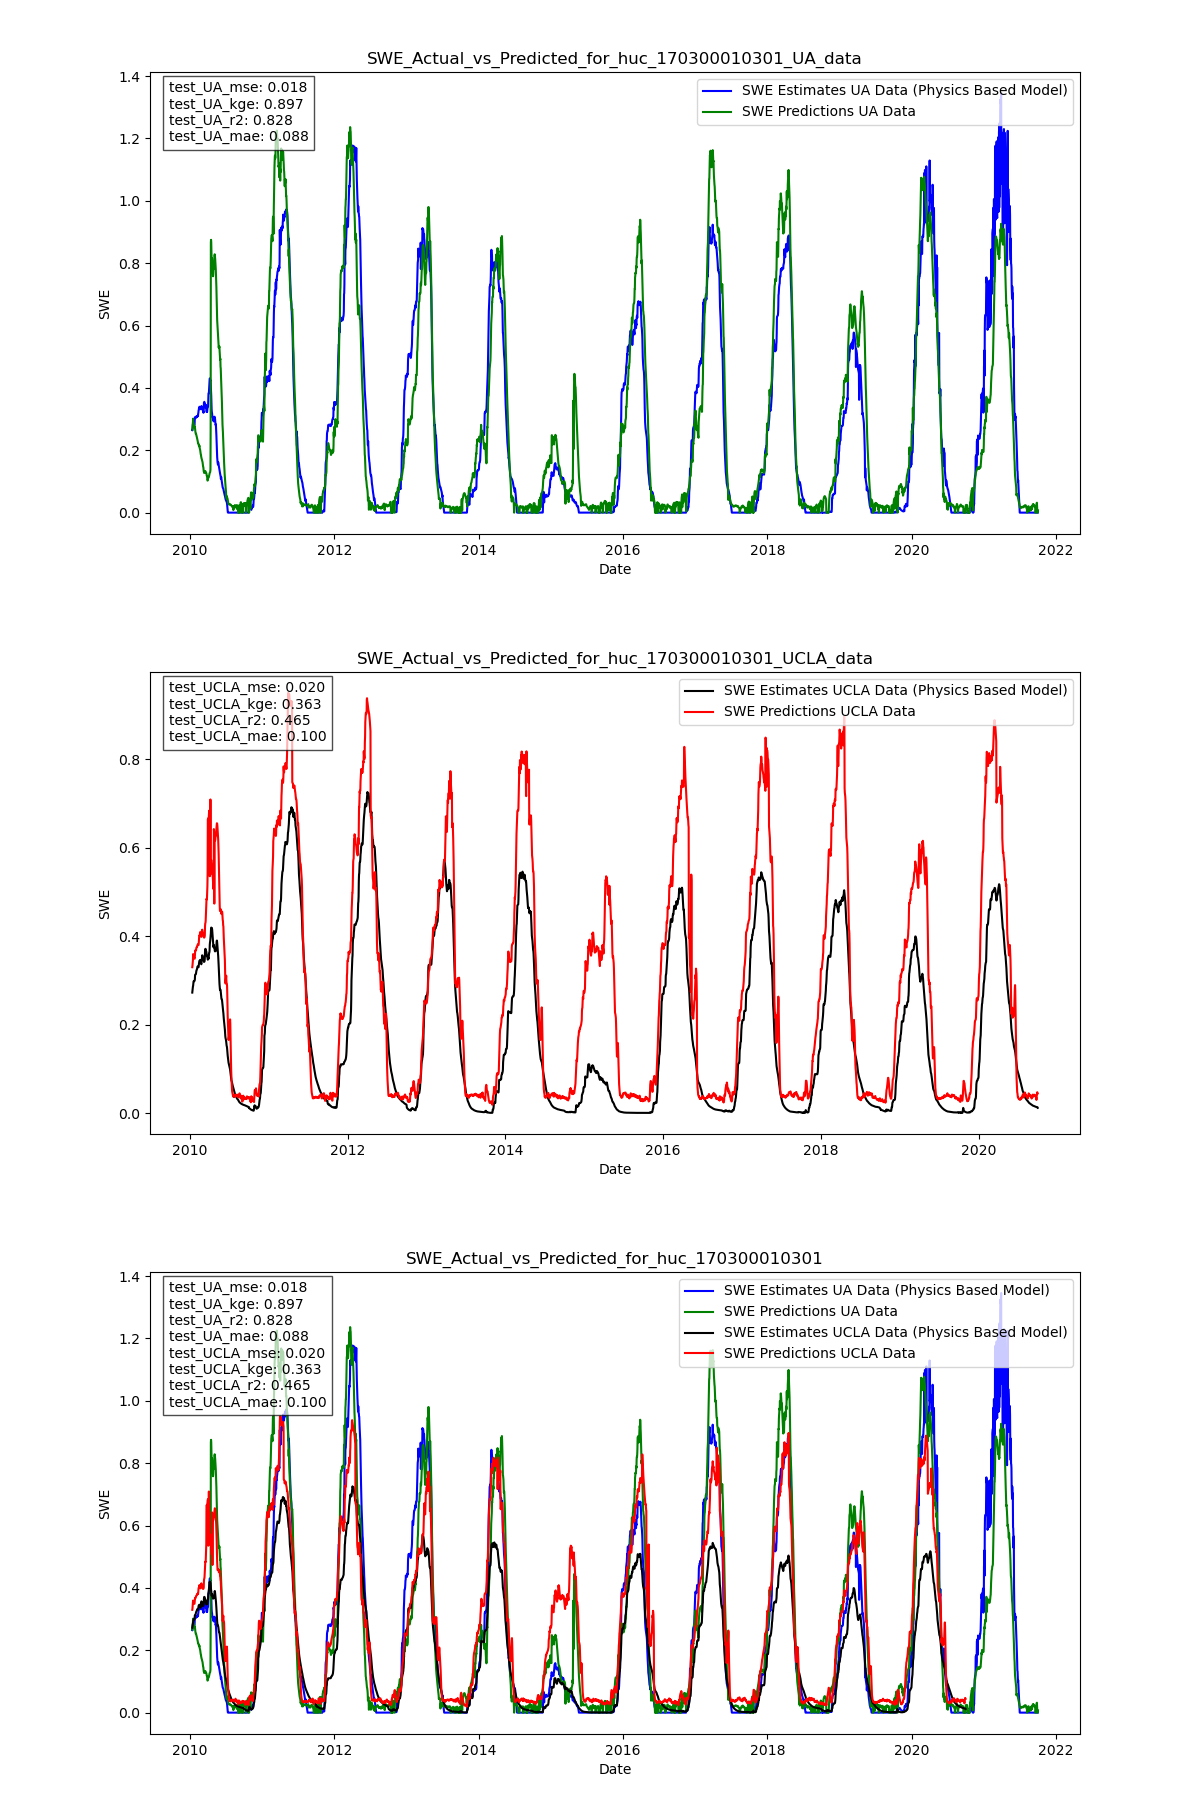 SWE_Actual_vs_Predicted_for_huc_170300010301_UA_data
test_UA_mse: 0.018
test_UA_kge: 0.897
test_UA_r2: 0.828
test_UA_mae: 0.088
SWE Estimates UA Data (Physics Based Model)
SWE Predictions UA Data
1.4
1.2
1.0
0.8
0.6
0.4
0.2
0.0
SWE
2010 2012 2014 2016 2018 2020 2022
Date
SWE_Actual_vs_Predicted_for_huc_170300010301_UCLA_data
test_UCLA_mse: 0.020
test_UCLA_kge: 0.363
test_UCLA_r2: 0.465
test_UCLA_mae: 0.100
SWE Estimates UCLA Data (Physics Based Model)
SWE Predictions UCLA Data
0.8
0.6
0.4
0.2
0.0
SWE
2010 2012 2014 2016 2018 2020
Date
SWE_Actual_vs_Predicted_for_huc_170300010301
test_UA_mse: 0.018
test_UA_kge: 0.897
test_UA_r2: 0.828
test_UA_mae: 0.088
test_UCLA_mse: 0.020
test_UCLA_kge: 0.363
test_UCLA_r2: 0.465
test_UCLA_mae: 0.100
SWE Estimates UA Data (Physics Based Model)
SWE Predictions UA Data
SWE Estimates UCLA Data (Physics Based Model)
SWE Predictions UCLA Data
1.4
1.2
1.0
0.8
0.6
0.4
0.2
0.0
SWE
2010 2012 2014 2016 2018 2020 2022
Date